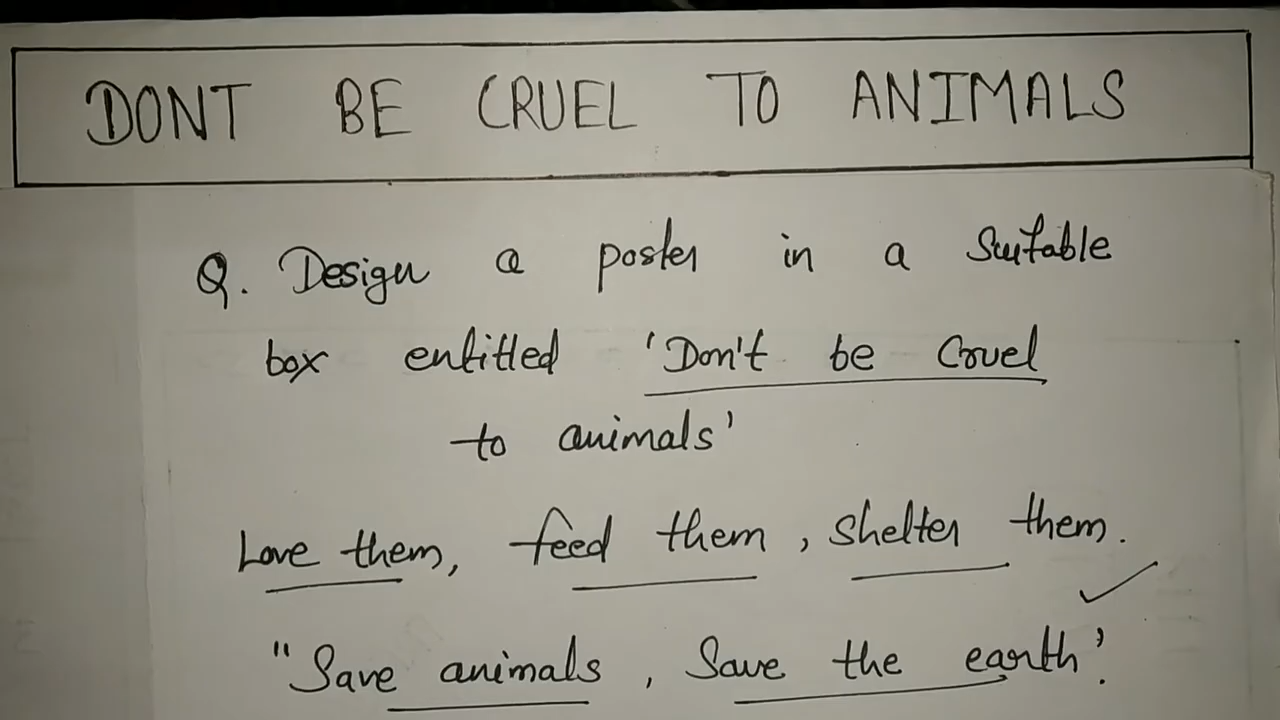 DONT BE CRUEL TO ANIMALS
Q. Design a poster in a Suitable
box entitled 'Don't be Cruel
to animals'
Love them, feed them, shelter them.
"Save animals, Save the earth'.